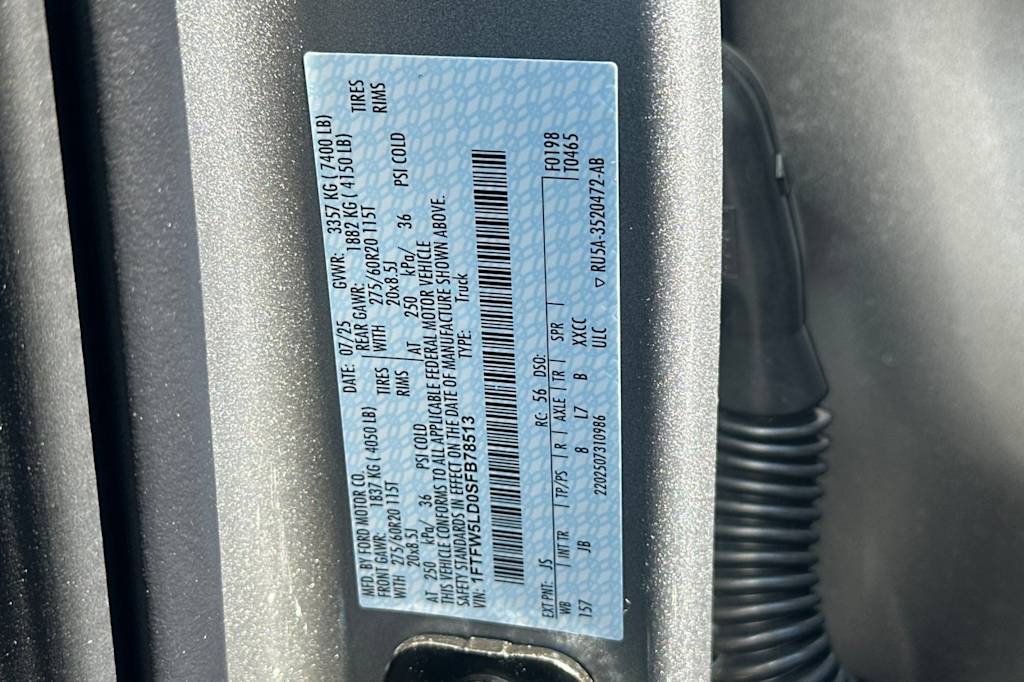 MFD. BY FORD MOTOR CO.
DATE: 07/25 GVWR: 3357 KG ( 7400 LB)
FRONT GAWR: 1837 KG ( 4050 LB) REAR GAWR: 1882 KG ( 4150 LB)
WITH 275/60R20 115T TIRES WITH 275/60R20 115T TIRES
20x8.5J RIMS 20x8.5J RIMS
AT 250 kPa/ 36 PSI COLD AT 250 kPa/ 36 PSI COLD
THIS VEHICLE CONFORMS TO ALL APPLICABLE FEDERAL MOTOR VEHICLE
SAFETY STANDARDS IN EFFECT ON THE DATE OF MANUFACTURE SHOWN ABOVE.
VIN: 1FTFW5LD0SFB78513 TYPE: Truck
EXT PNT: JS RC: 56 DSO: F0198
WB INT TR TP/PS R AXLE TR SPR T0465
157 JB 8 L7 B XXCC
2202507310986 ULC ▽ RU5A-3520472-AB